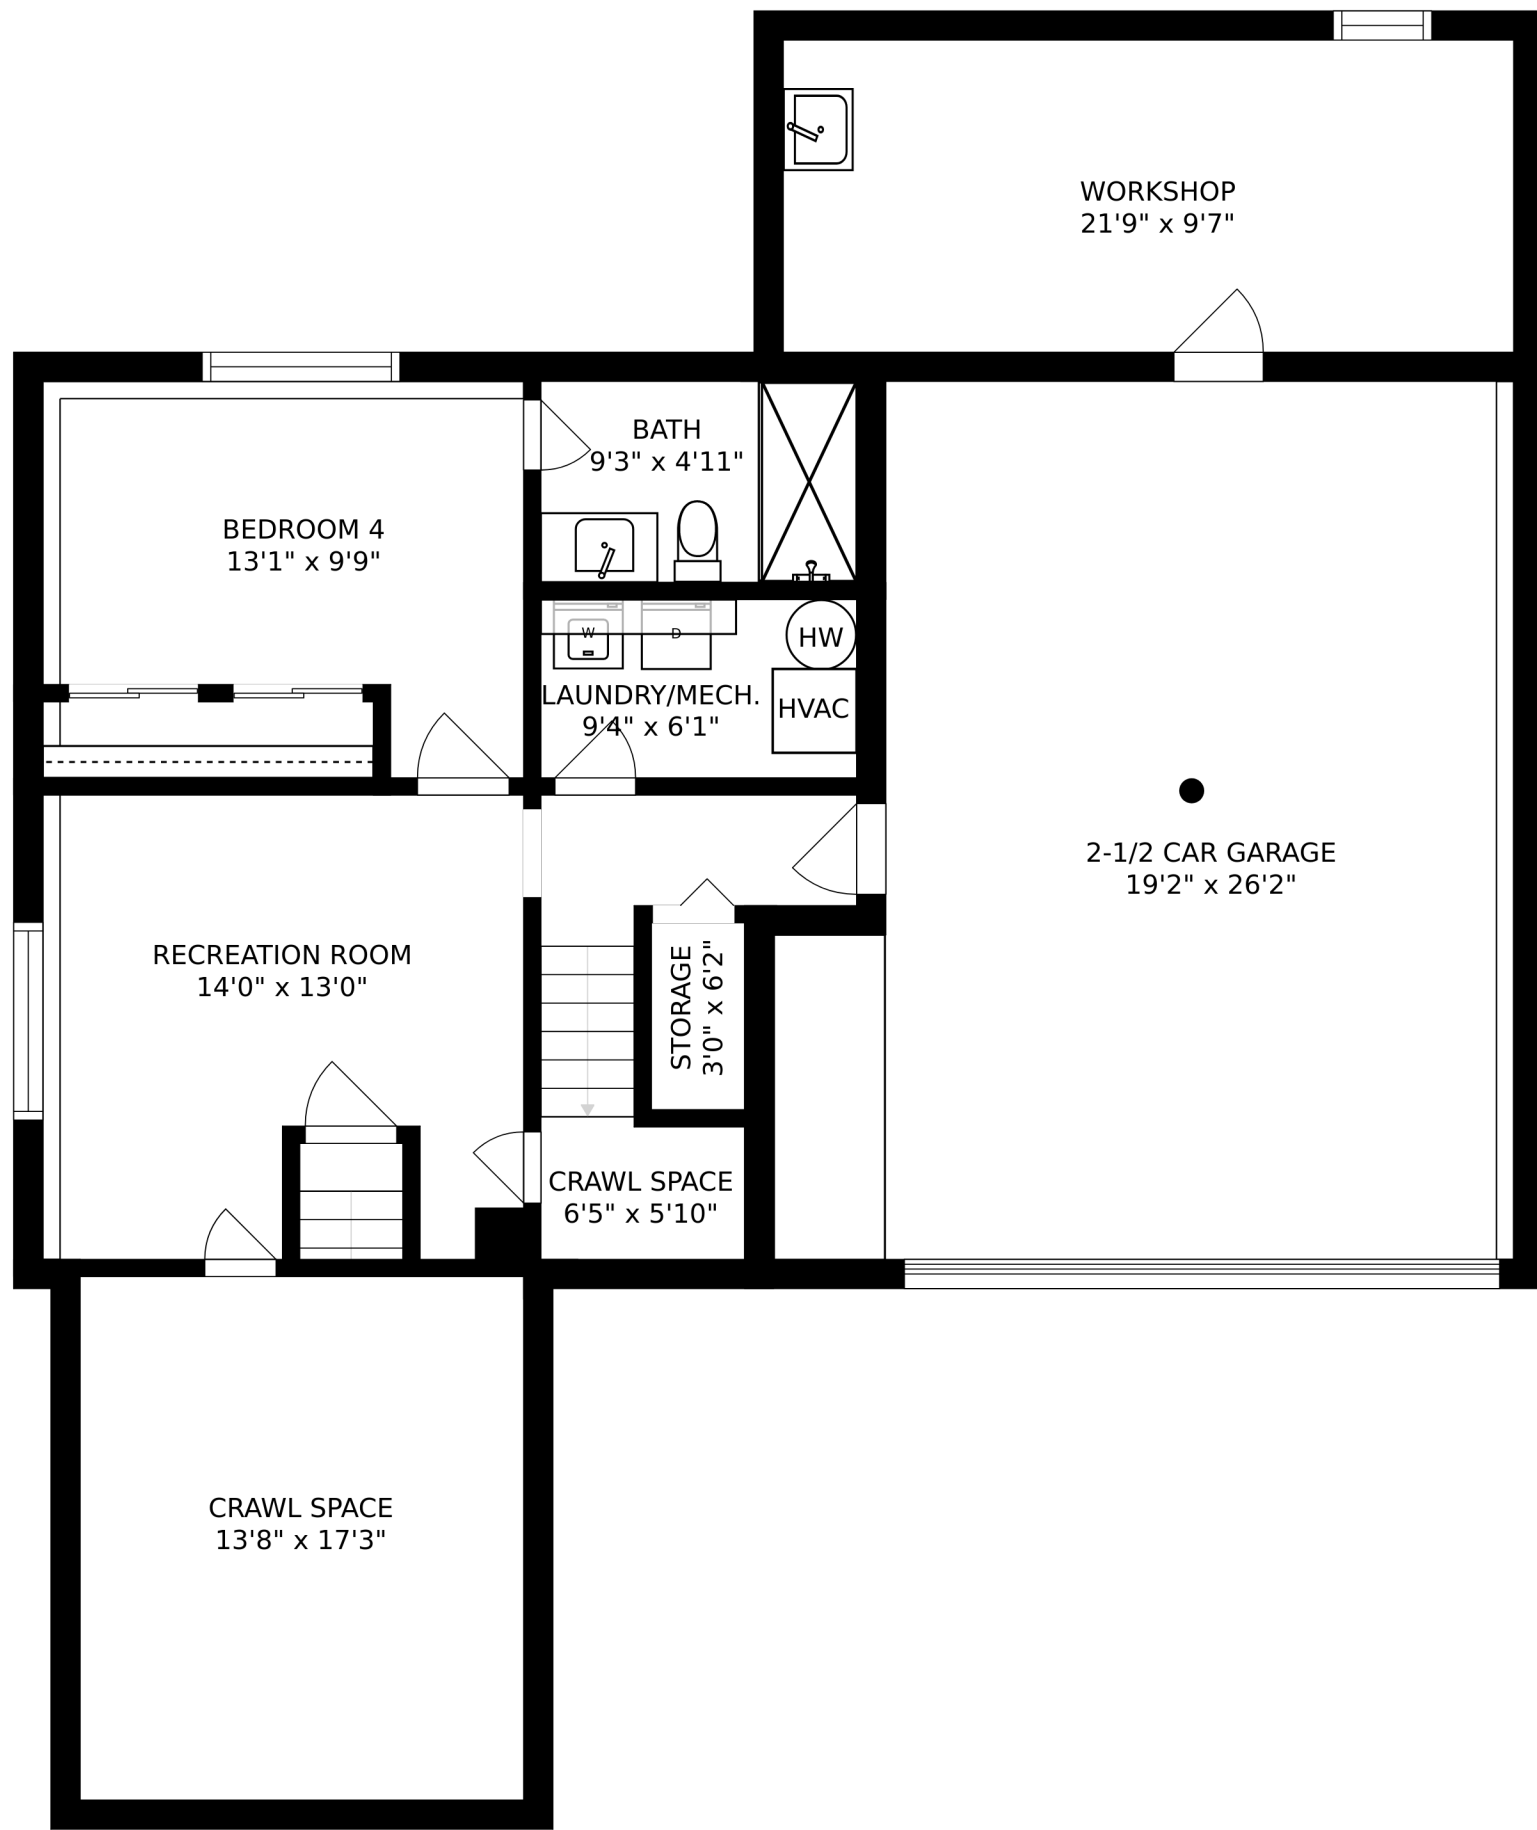 WORKSHOP
21'9" x 9'7"
BATH
9'3" x 4'11"
BEDROOM 4
13'1" x 9'9"
W
D
HW
LAUNDRY/MECH.
9'4" x 6'1"
HVAC
2-1/2 CAR GARAGE
19'2" x 26'2"
RECREATION ROOM
14'0" x 13'0"
STORAGE
3'0" x 6'2"
CRAWL SPACE
6'5" x 5'10"
CRAWL SPACE
13'8" x 17'3"